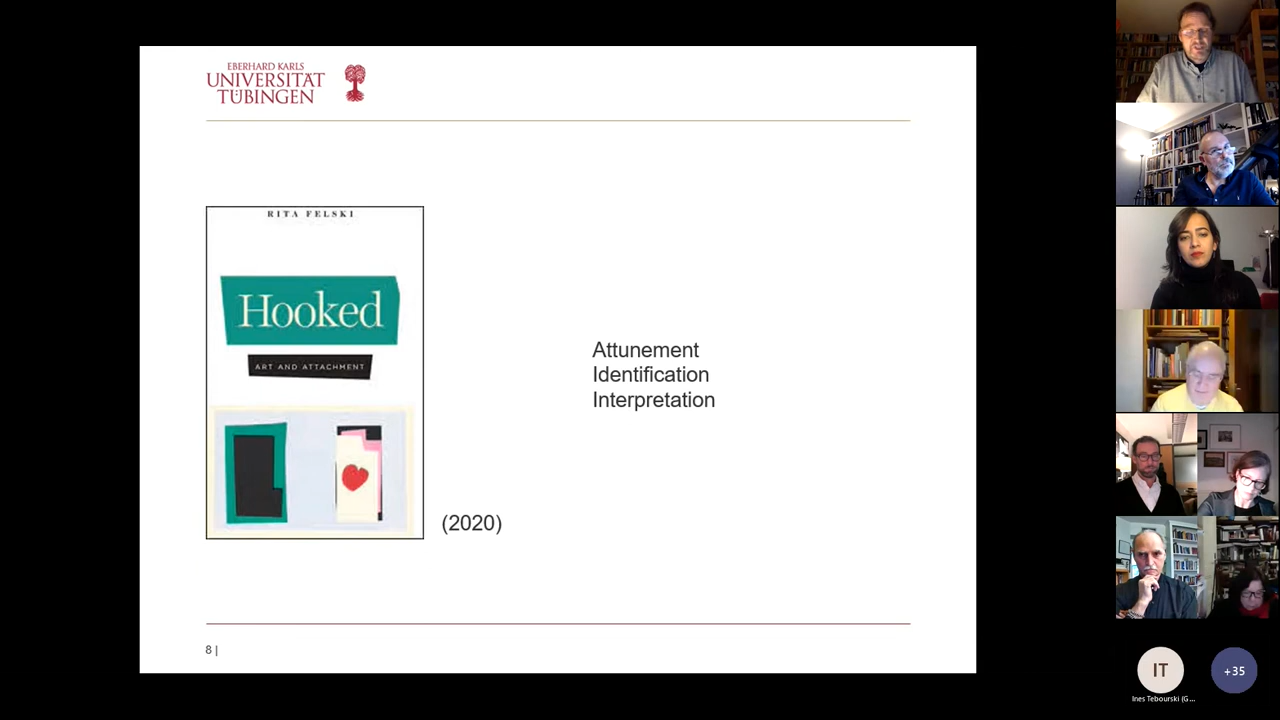 EBERHARD KARLS
UNIVERSITÄT
TÜBINGEN
RITA FELSKI
Hooked
ART AND ATTACHMENT
(2020)
Attunement
Identification
Interpretation
8 |
IT
+35
Ines Tebourski (G...